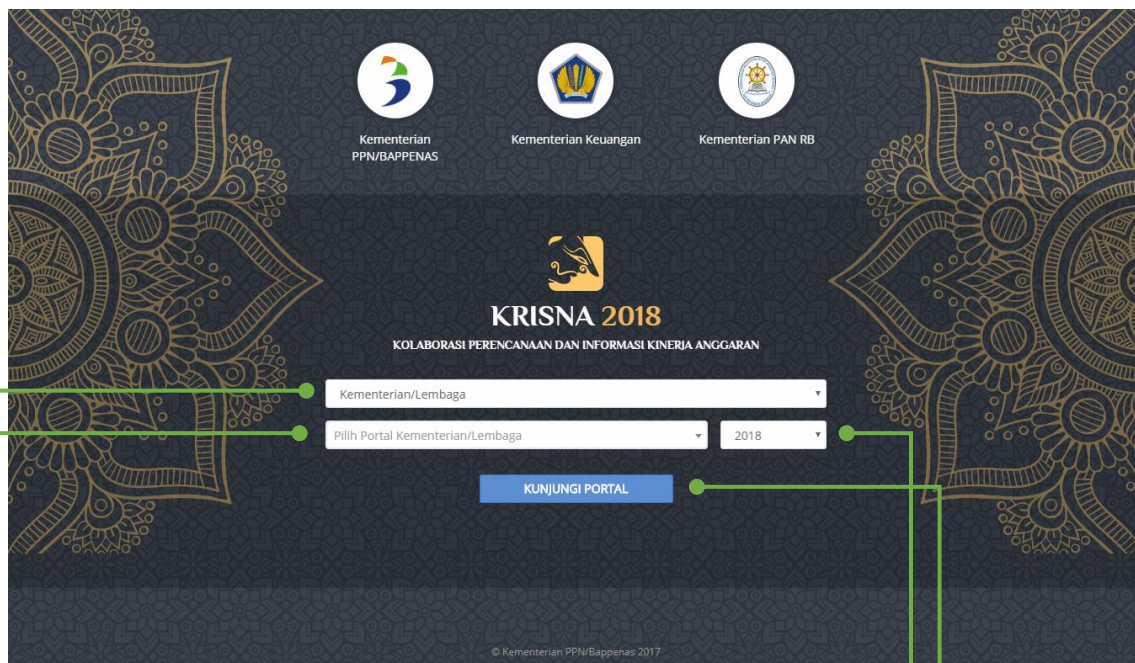 Kementerian
PPN/BAPPENAS
Kementerian Keuangan
Kementerian PAN RB
KRISNA 2018
KOLABORASI PERENCANAAN DAN INFORMASI KINERJA ANGGARAN
Kementerian/Lembaga
Pilih Portal Kementerian/Lembaga
2018
KUNJUNGI PORTAL
© Kementerian PPN/Bappenas 2017